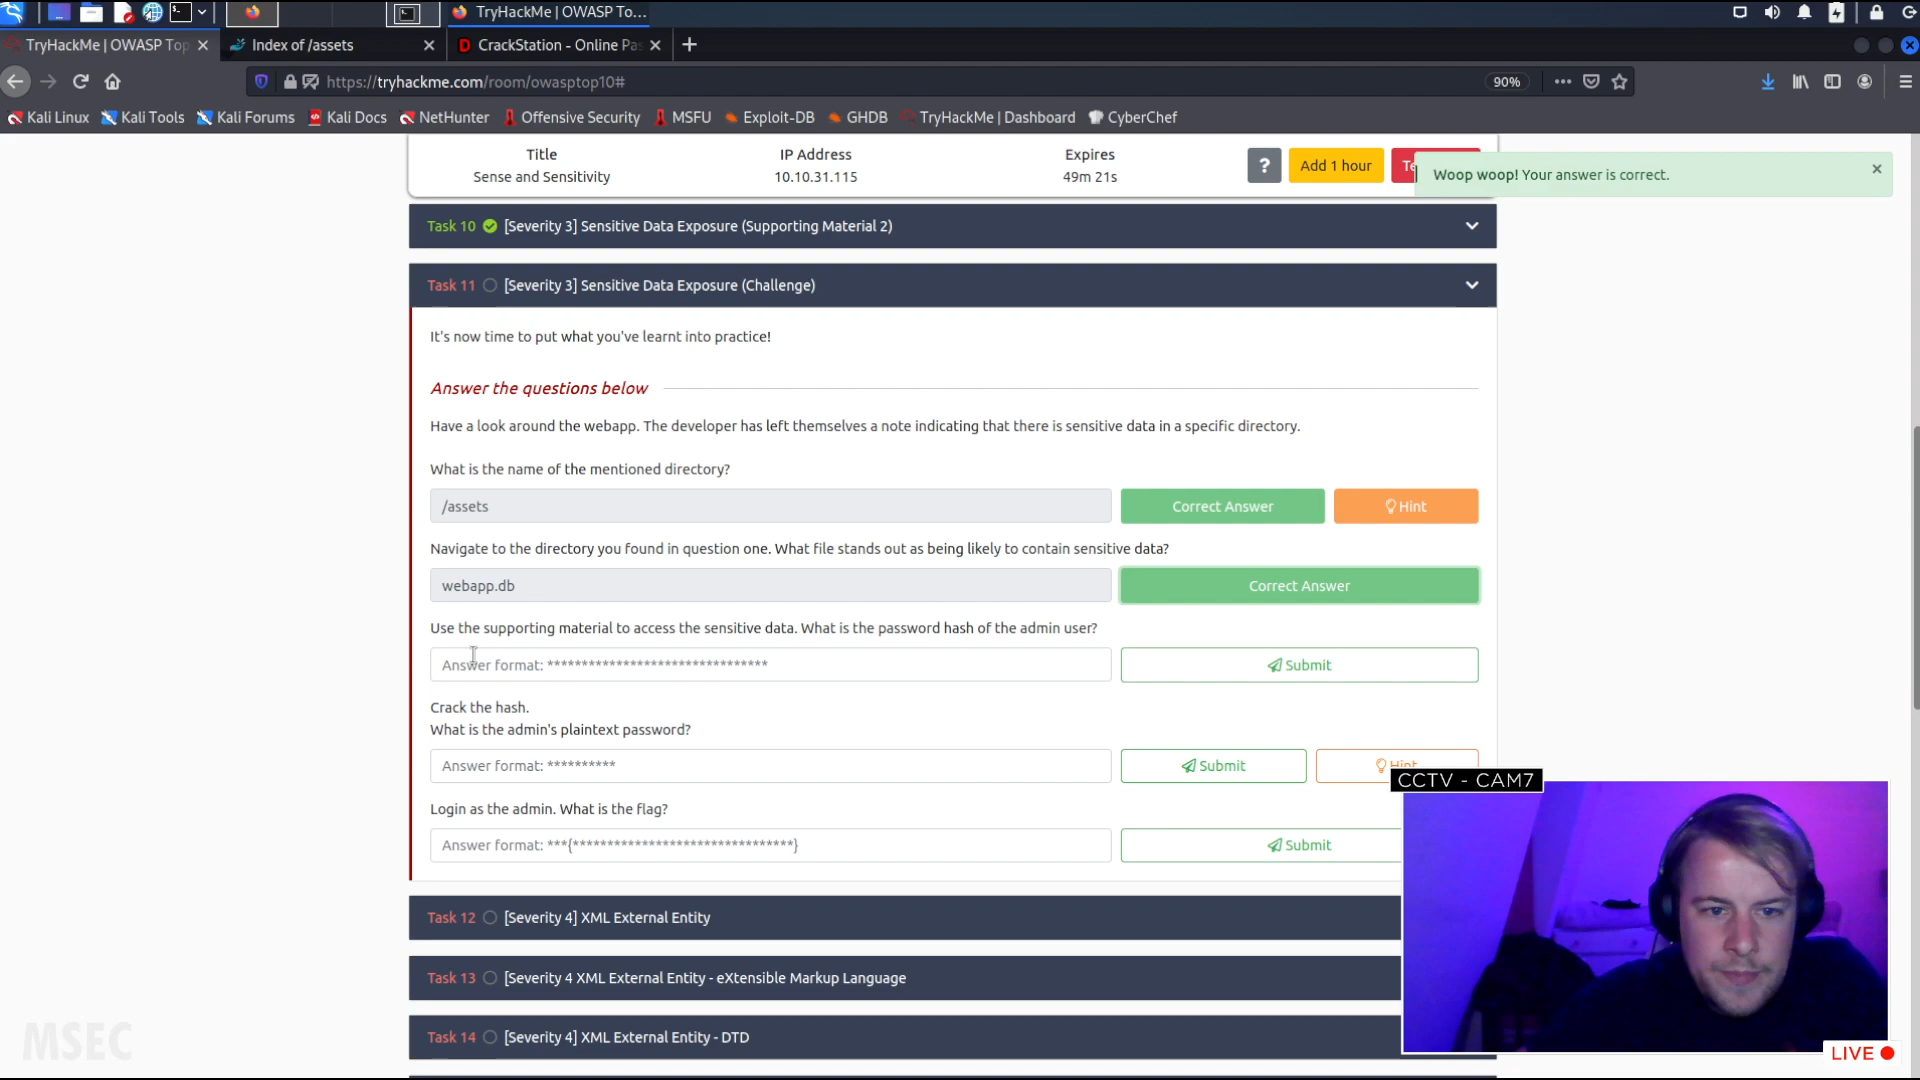 TryHackMe | OWASP To...
TryHackMe | OWASP Top
Index of /assets
CrackStation - Online Pas
https://tryhackme.com/room/owasptop10#
90%
Kali Linux
Kali Tools
Kali Forums
Kali Docs
NetHunter
Offensive Security
MSFU
Exploit-DB
GHDB
TryHackMe | Dashboard
CyberChef
Title
IP Address
Expires
Sense and Sensitivity
10.10.31.115
49m 21s
?
Add 1 hour
Te
Woop woop! Your answer is correct.
Task 10 [Severity 3] Sensitive Data Exposure (Supporting Material 2)
Task 11 [Severity 3] Sensitive Data Exposure (Challenge)
It's now time to put what you've learnt into practice!
Answer the questions below
Have a look around the webapp. The developer has left themselves a note indicating that there is sensitive data in a specific directory.
What is the name of the mentioned directory?
/assets
Correct Answer
Hint
Navigate to the directory you found in question one. What file stands out as being likely to contain sensitive data?
webapp.db
Correct Answer
Use the supporting material to access the sensitive data. What is the password hash of the admin user?
Answer format: ********************************
Submit
Crack the hash.
What is the admin's plaintext password?
Answer format: **********
Submit
Hint
Login as the admin. What is the flag?
Answer format: ***{********************************}
Submit
Task 12 [Severity 4] XML External Entity
Task 13 [Severity 4 XML External Entity - eXtensible Markup Language
Task 14 [Severity 4] XML External Entity - DTD
CCTV - CAM7
LIVE
MSEC